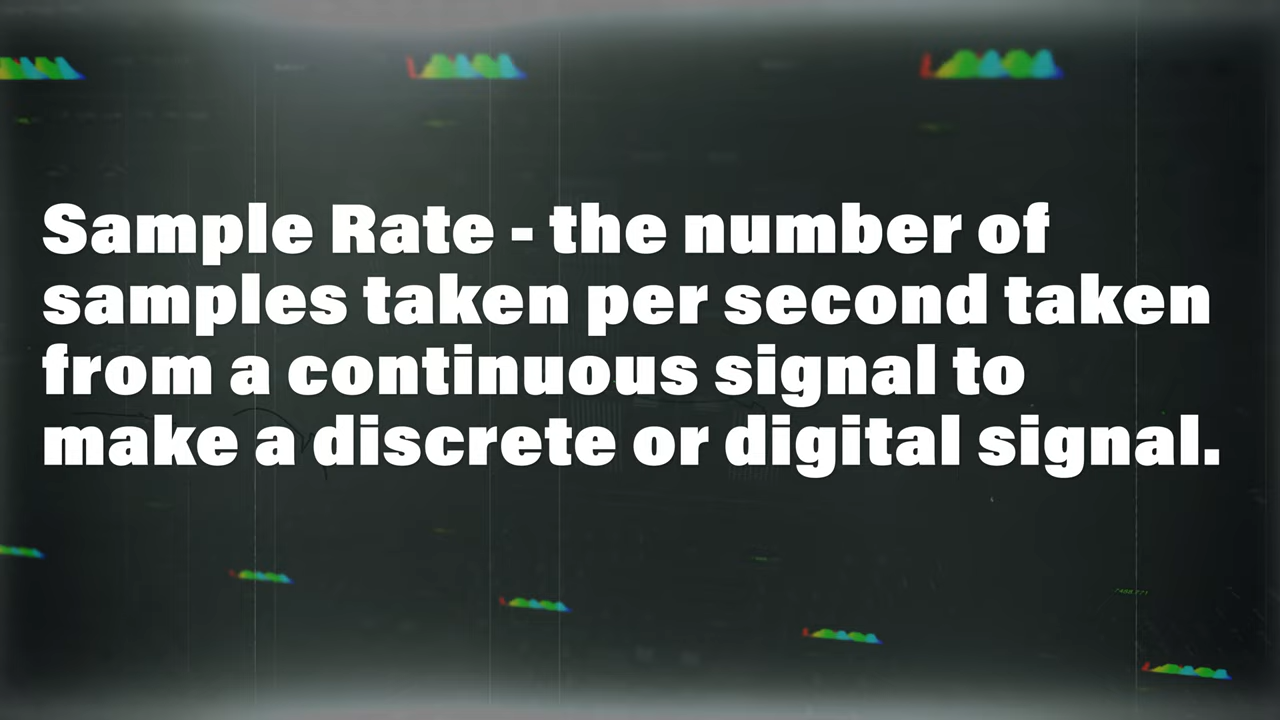 Sample Rate - the number of
samples taken per second taken
from a continuous signal to
make a discrete or digital signal.